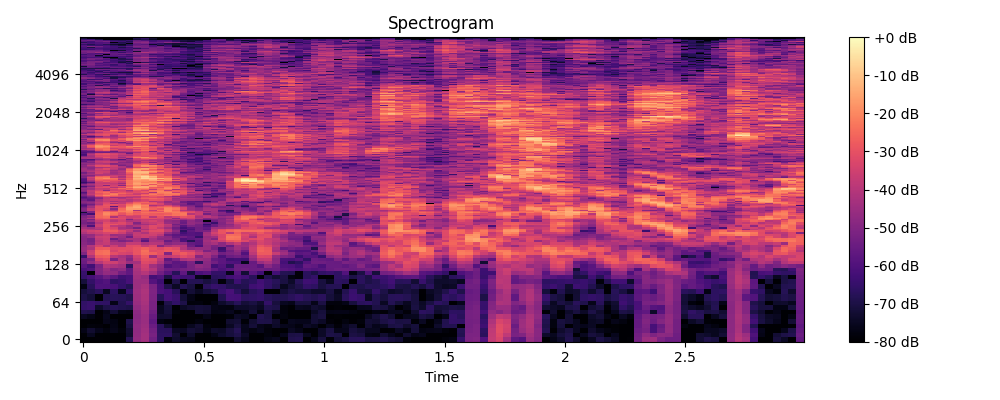 Spectrogram
+0 dB
4096
-10 dB
2048
-20 dB
1024
-30 dB
Hz
512
-40 dB
256
-50 dB
128
-60 dB
64
-70 dB
0
-80 dB
0 0.5 1 1.5 2 2.5
Time